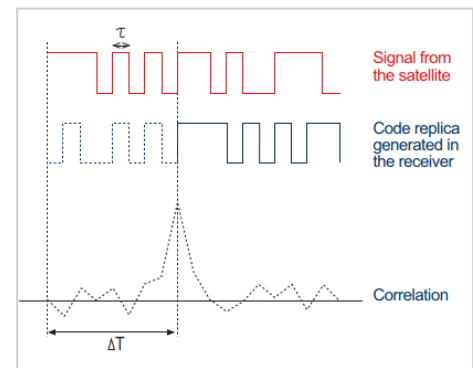 τ
Signal from
the satellite
Code replica
generated in
the receiver
Correlation
ΔT